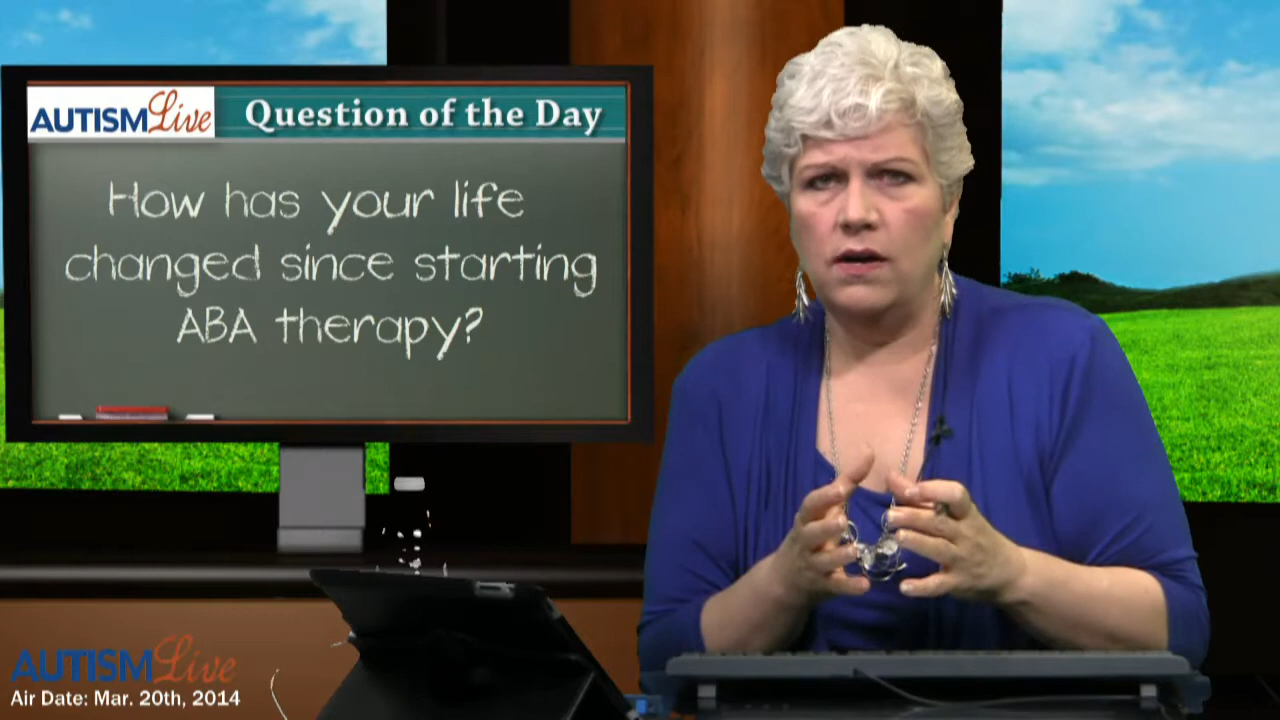 AUTISM Live Question of the Day
How has your life
changed since starting
ABA therapy?
AUTISM Live
Air Date: Mar. 20th, 2014